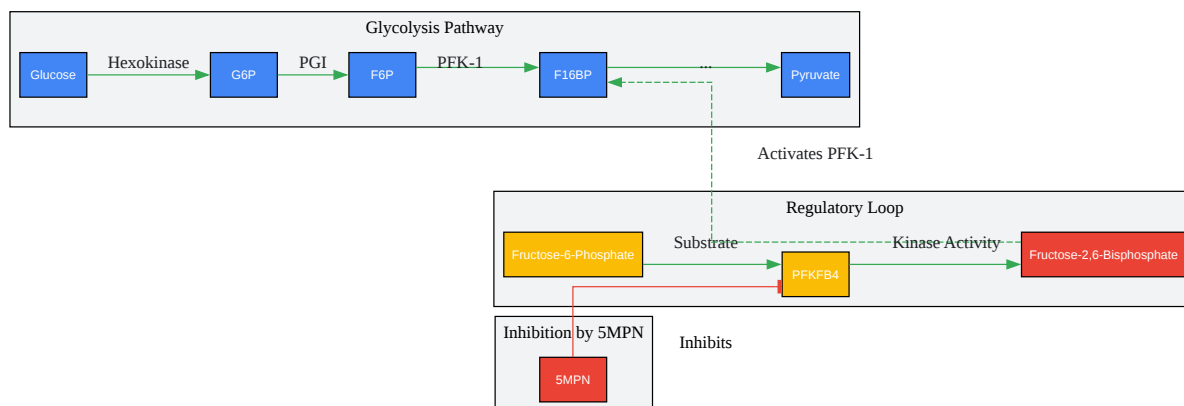 Glycolysis Pathway
Hexokinase
PGI
PFK-1
...
Glucose
G6P
F6P
F16BP
Pyruvate
Activates PFK-1
Regulatory Loop
Substrate
Kinase Activity
Fructose-6-Phosphate
PFKFB4
Fructose-2,6-Bisphosphate
Inhibition by 5MPN
Inhibits
5MPN